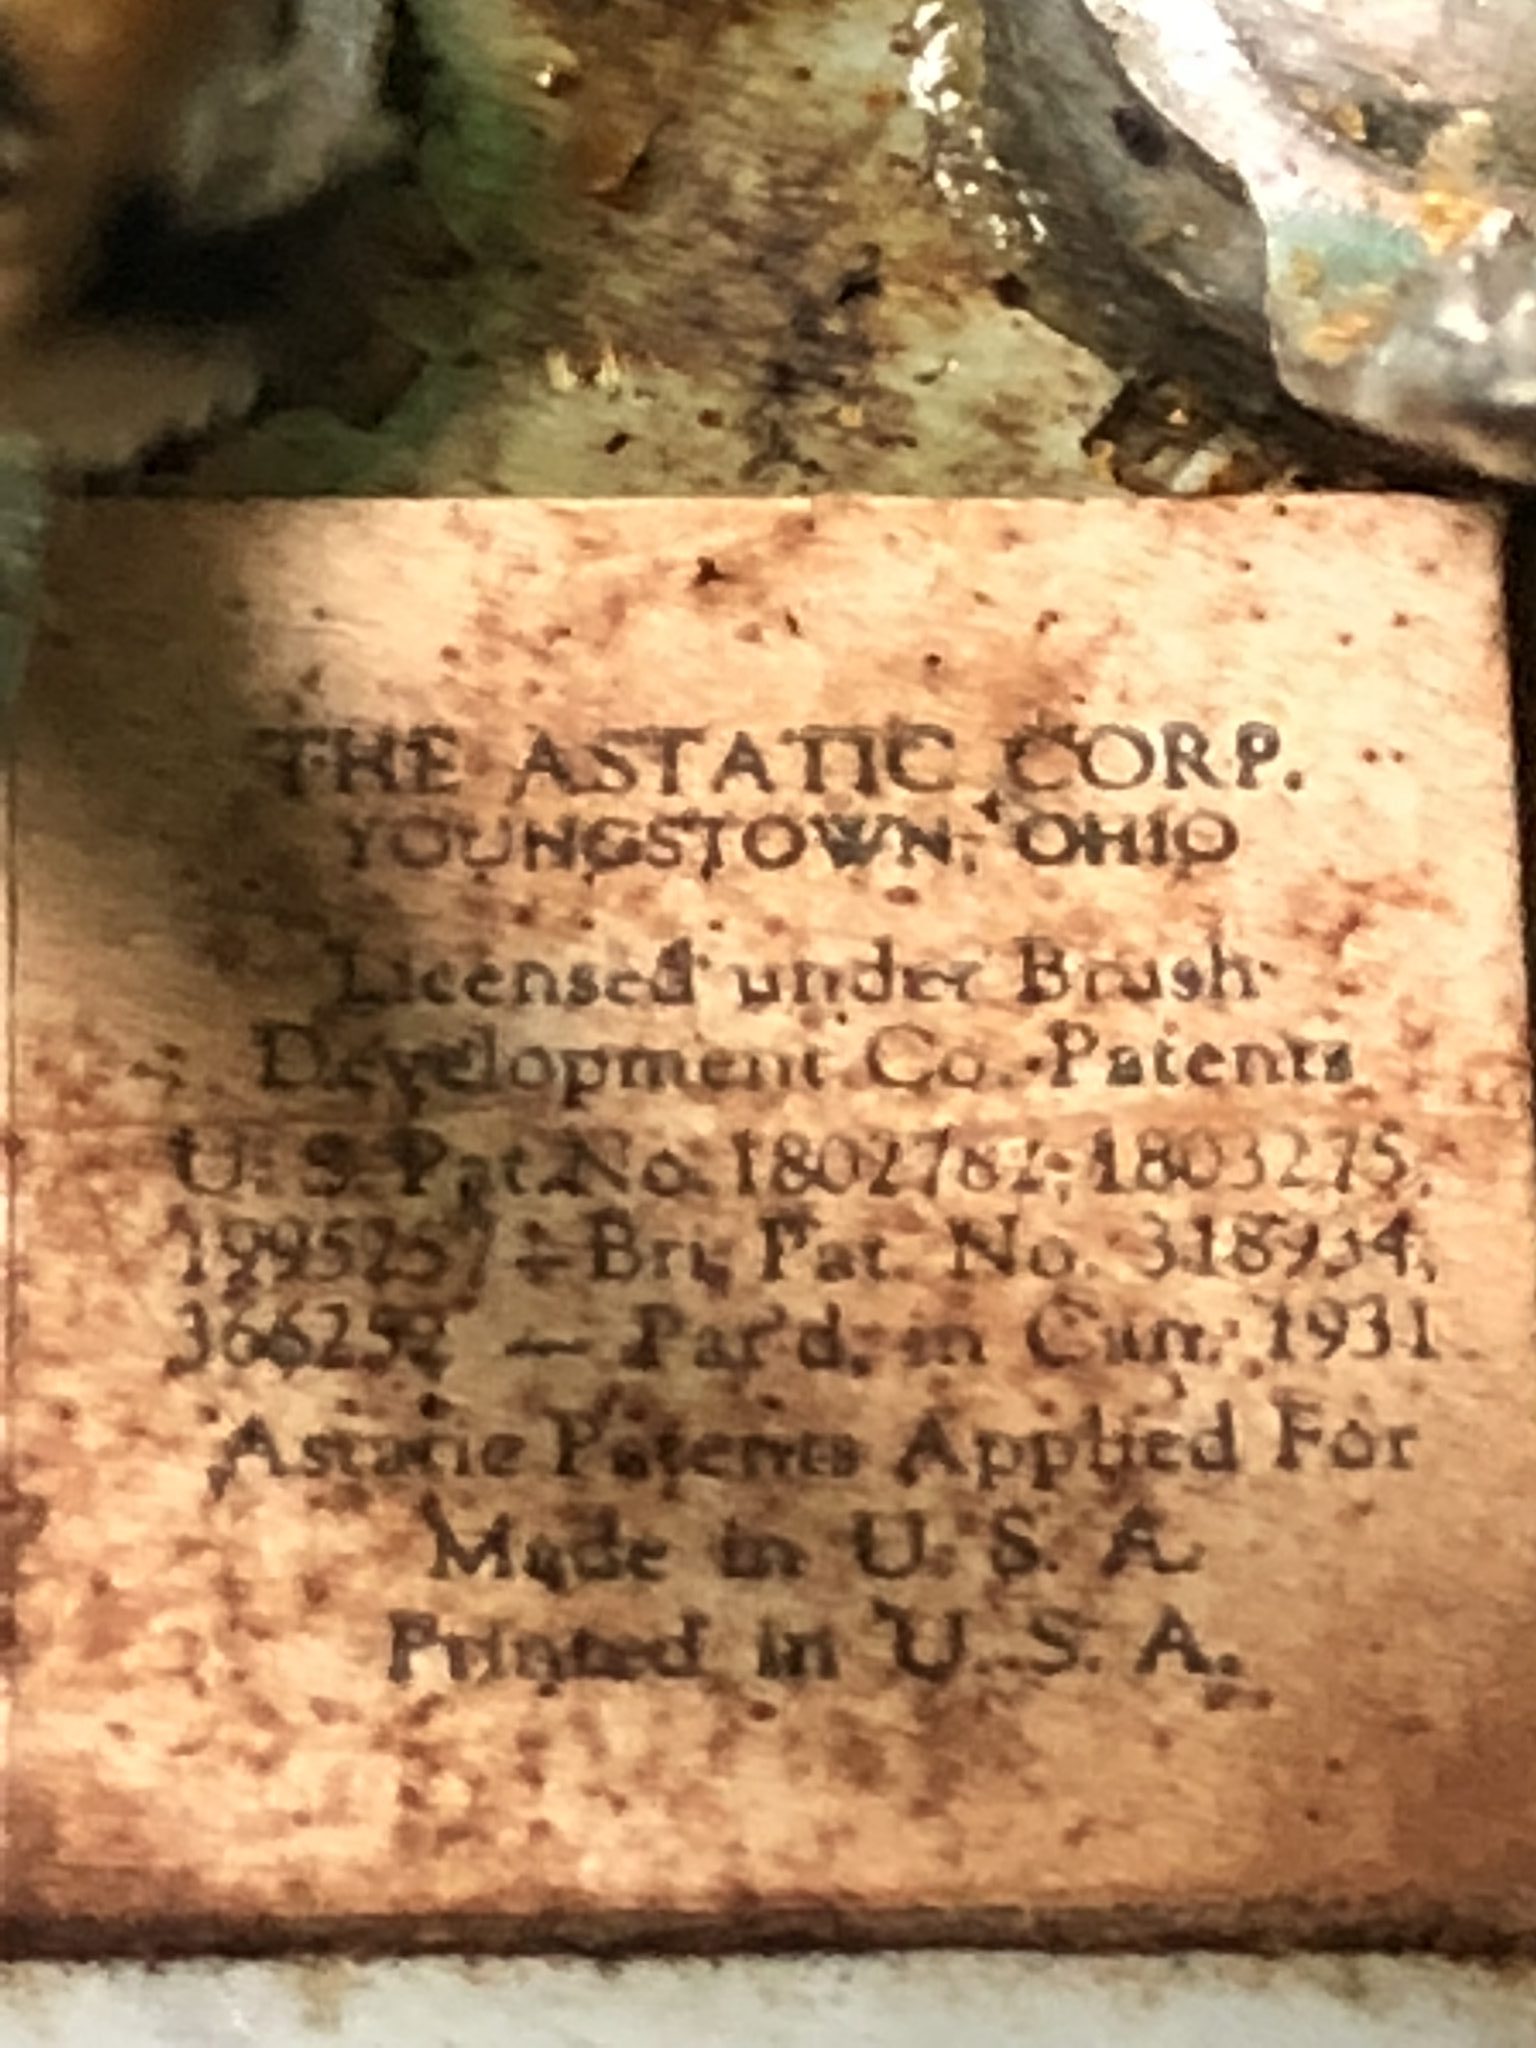 THE ASTATIC CORP.
YOUNGSTOWN, OHIO
Licensed under Brush
Development Co. Patents
U. S. Pat. No. 1802782, 1803275,
1995257 — Bri. Pat. No. 318934,
366252 — Pat'd. in Can. 1931
Astatic Patents Applied For
Made in U. S. A.
Printed in U. S. A.